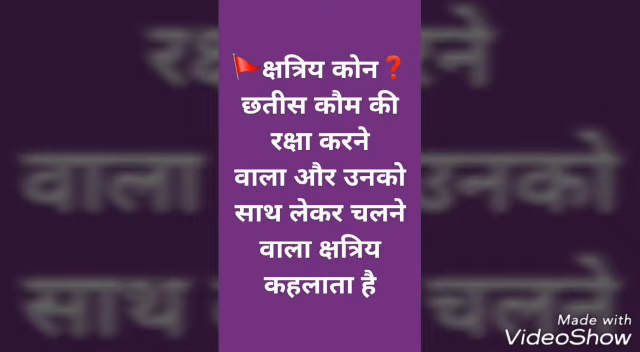 🚩क्षत्रिय कोन❓
छतीस कौम की
रक्षा करने
वाला और उनको
साथ लेकर चलने
वाला क्षत्रिय
कहलाता है
Made with
VideoShow